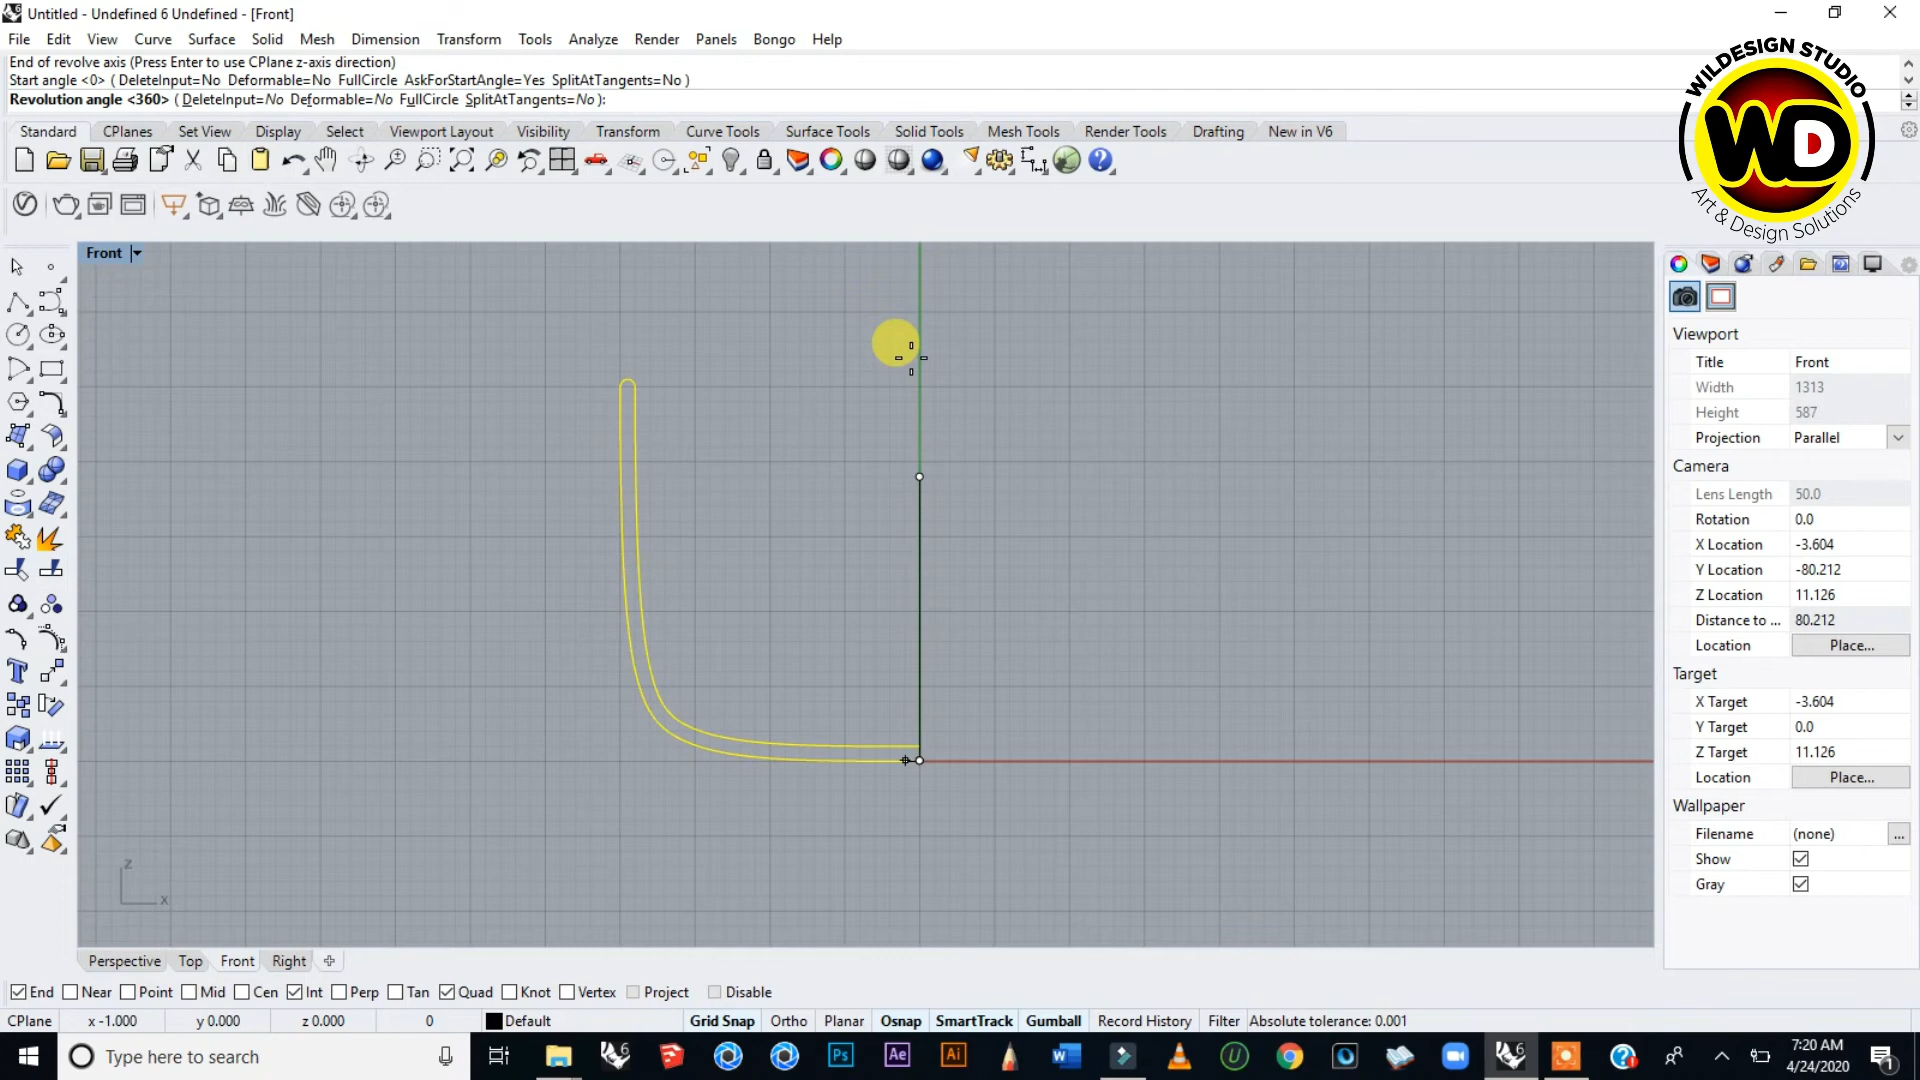 Untitled - Undefined 6 Undefined - [Front]
File Edit View Curve Surface Solid Mesh Dimension Transform Tools Analyze Render Panels Bongo Help
End of revolve axis (Press Enter to use CPlane z-axis direction)
Start angle <0> ( DeleteInput=No Deformable=No FullCircle AskForStartAngle=Yes SplitAtTangents=No )
Revolution angle <360> ( DeleteInput=No Deformable=No FullCircle SplitAtTangents=No ):
WILDESIGN STUDIO
WD
Art & Design Solutions
Standard CPlanes Set View Display Select Viewport Layout Visibility Transform Curve Tools Surface Tools Solid Tools Mesh Tools Render Tools Drafting New in V6
Front
Viewport
Title Front
Width 1313
Height 587
Projection Parallel
Camera
Lens Length 50.0
Rotation 0.0
X Location -3.604
Y Location -80.212
Z Location 11.126
Distance to ... 80.212
Location Place...
Target
X Target -3.604
Y Target 0.0
Z Target 11.126
Location Place...
Wallpaper
Filename (none) ...
Show
Gray
z
x
Perspective Top Front Right
End Near Point Mid Cen Int Perp Tan Quad Knot Vertex Project Disable
CPlane x -1.000 y 0.000 z 0.000 0 Default Grid Snap Ortho Planar Osnap SmartTrack Gumball Record History Filter Absolute tolerance: 0.001
Type here to search
Ps Ae Ai
7:20 AM
4/24/2020
1